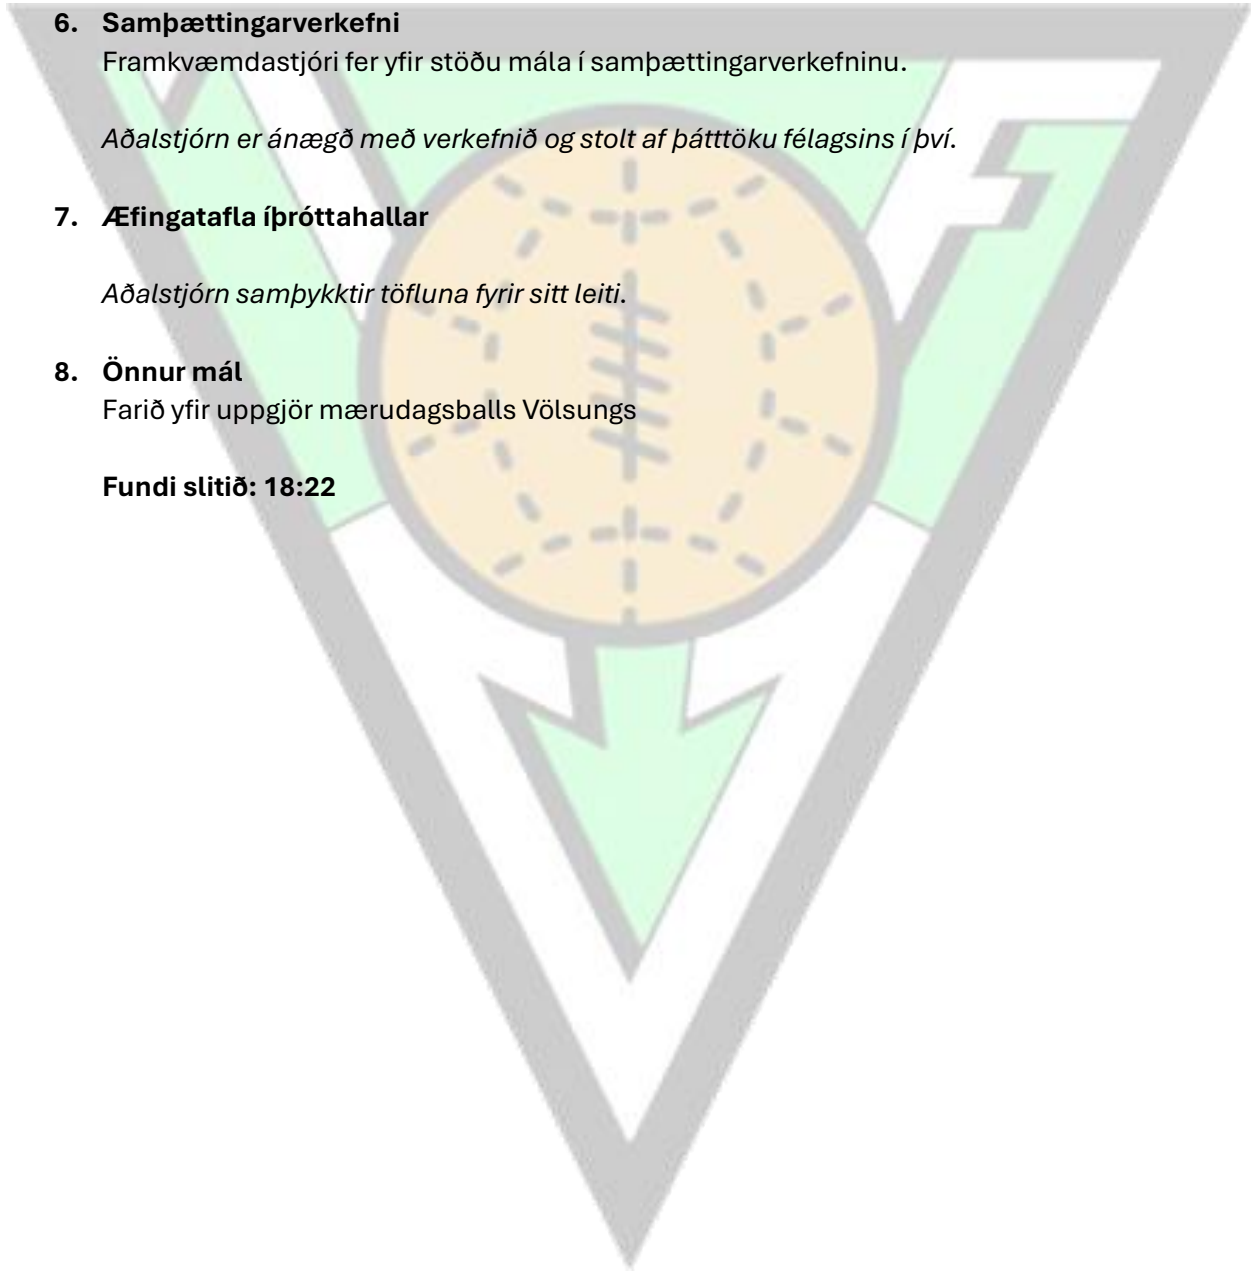 6. Samþættingarverkefni
Framkvæmdastjóri fer yfir stöðu mála í samþættingarverkefninu.
Aðalstjórn er ánægð með verkefnið og stolt af þátttöku félagsins í því.
7. Æfingatafla íþróttahallar
Aðalstjórn samþykktir töfluna fyrir sitt leiti.
8. Önnur mál
Farið yfir uppgjör mærudagsballs Völsungs
Fundi slitið: 18:22